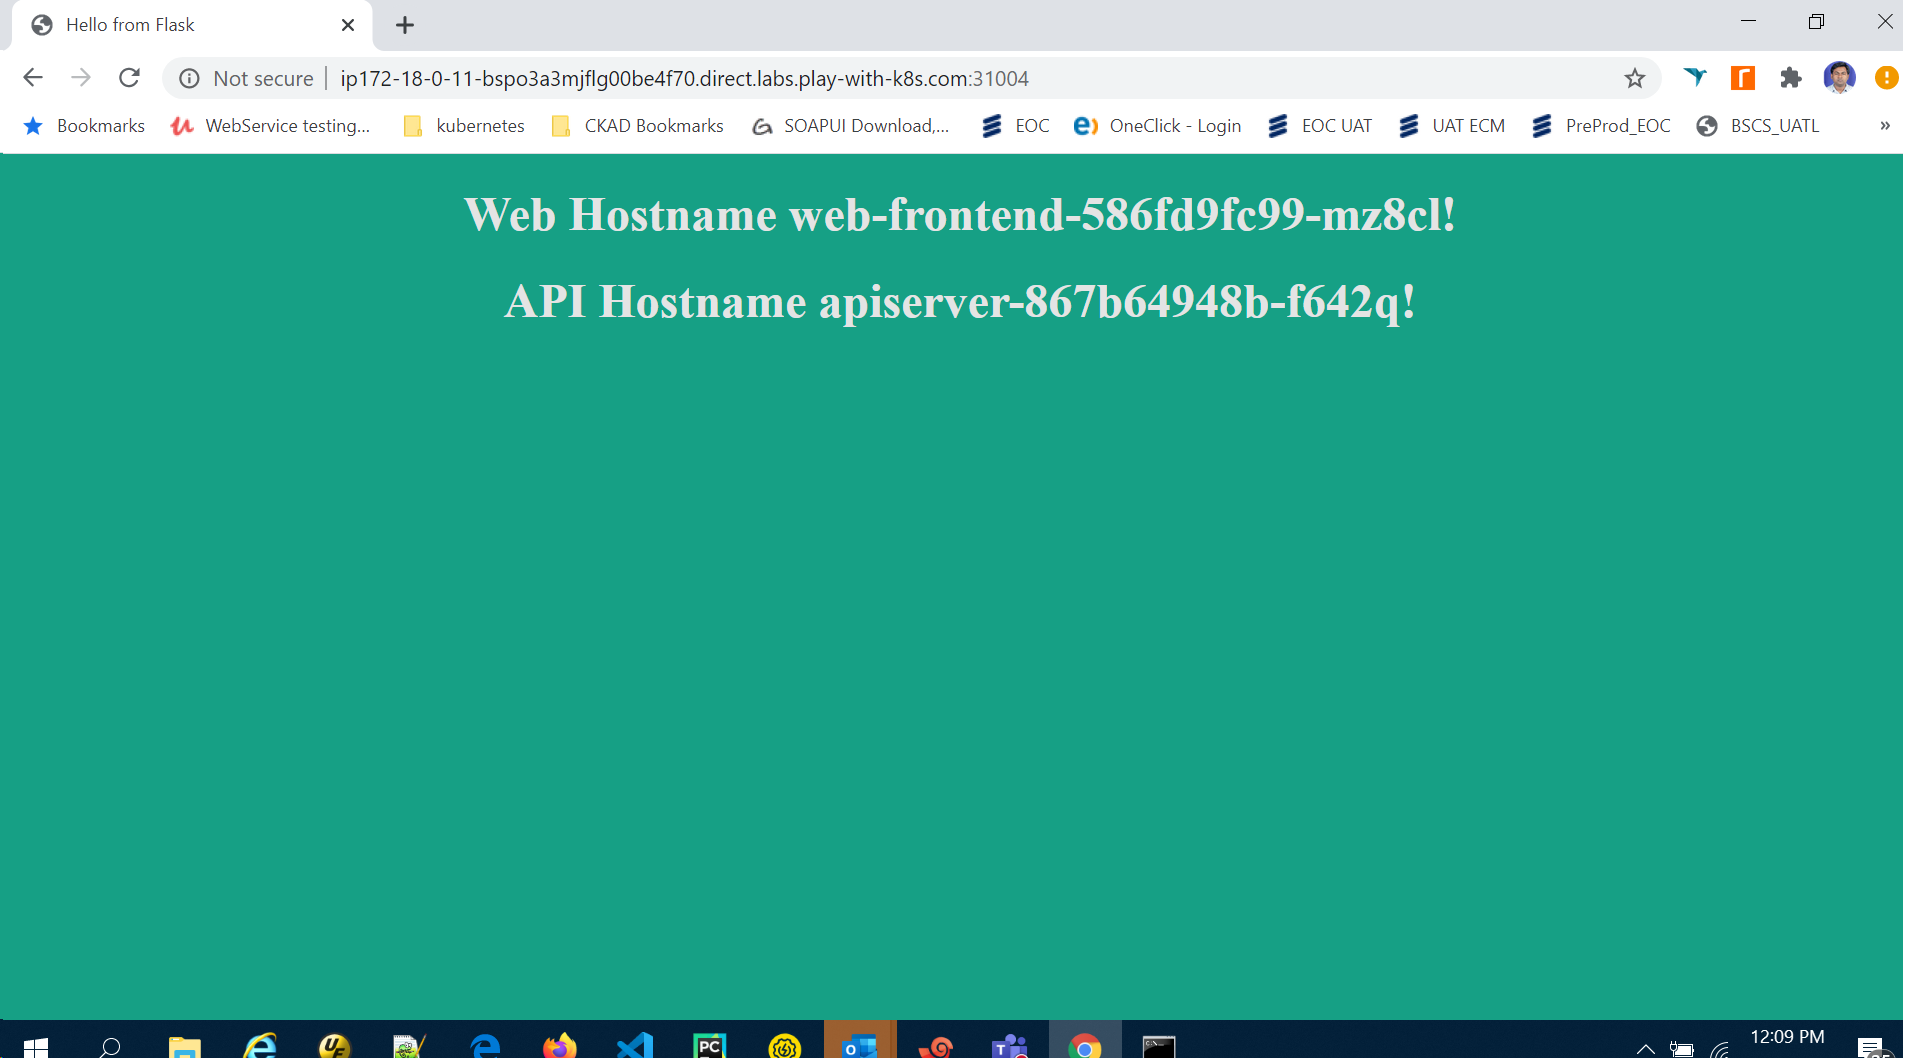 Hello from Flask
Not secure
ip172-18-0-11-bspo3a3mjflg00be4f70.direct.labs.play-with-k8s.com:31004
Bookmarks
WebService testing...
kubernetes
CKAD Bookmarks
SOAPUI Download,...
EOC
OneClick - Login
EOC UAT
UAT ECM
PreProd_EOC
BSCS_UATL
»
Web Hostname web-frontend-586fd9fc99-mz8cl!
API Hostname apiserver-867b64948b-f642q!
UE
PC
12:09 PM